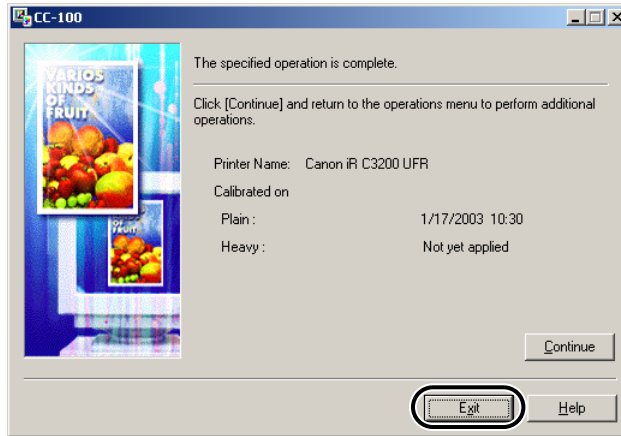 CC-100
VARIOS
KINDS
OF
FRUIT
The specified operation is complete.
Click [Continue] and return to the operations menu to perform additional
operations.
Printer Name: Canon iR C3200 UFR
Calibrated on
Plain : 1/17/2003 10:30
Heavy : Not yet applied
Continue
Exit Help